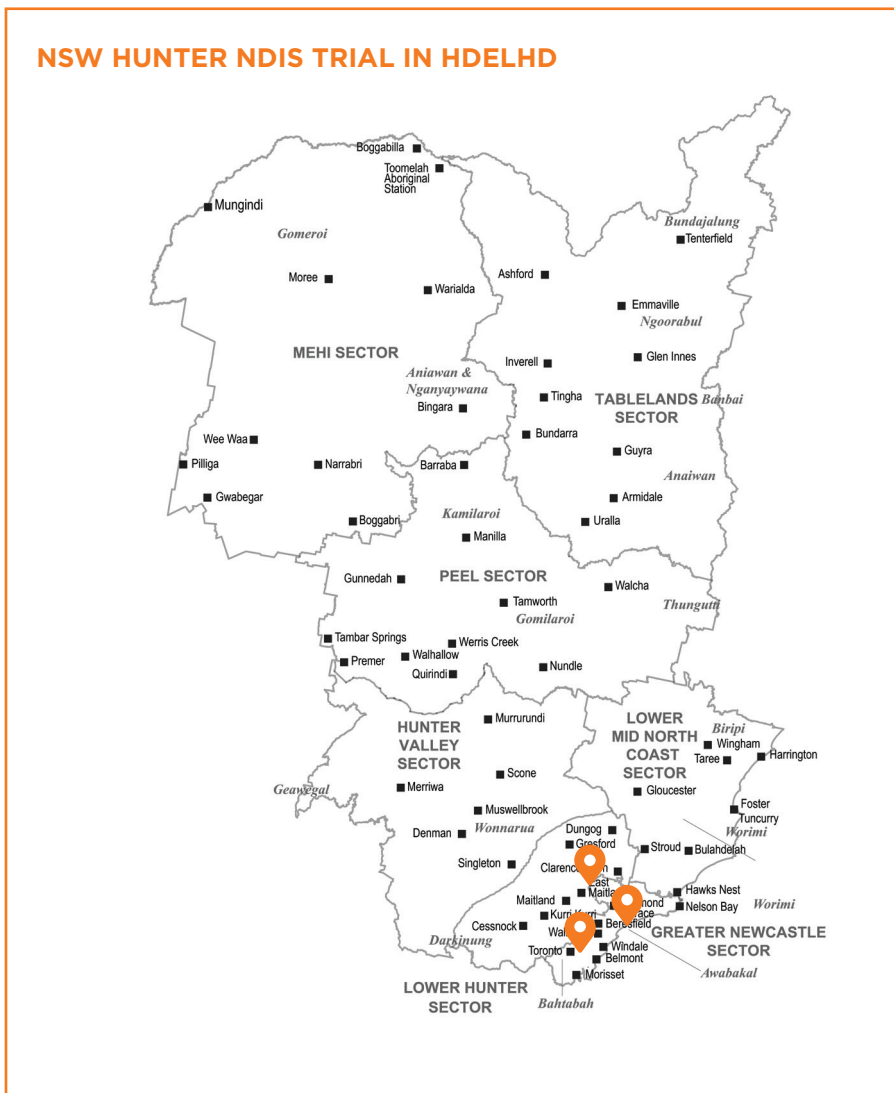 NSW HUNTER NDIS TRIAL IN HDELHD
Boggabilla
Toomelah
Aboriginal
Station
Mungindi
Gomeroi
Bundajalung
Tenterfield
Moree
Warialda
Ashford
Emmaville
Ngoorabul
MEHI SECTOR
Inverell
Glen Innes
Aniawan &
Nganyaywana
Bingara
Tingha
TABLELANDS
SECTOR
Banbai
Bundarra
Wee Waa
Guyra
Pilliga
Narrabri
Barraba
Anaiwan
Gwabegar
Armidale
Boggabri
Kamilaroi
Uralla
Manilla
Gunnedah
PEEL SECTOR
Walcha
Tamworth
Thungutti
Gomilaroi
Tambar Springs
Werris Creek
Premer
Walhallow
Quirindi
Nundle
HUNTER
VALLEY
SECTOR
Murrurundi
LOWER
MID NORTH
COAST
SECTOR
Biripi
Wingham
Taree
Harrington
Scone
Geawegal
Merriwa
Gloucester
Muswellbrook
Foster
Tuncurry
Wonnarua
Denman
Dungog
Worimi
Gresford
Stroud
Bulahdelah
Singleton
East
Maitland
Hawks Nest
Nelson Bay
Worimi
Kurri Kurri
Beresfield
Cessnock
GREATER NEWCASTLE
SECTOR
Darkinung
Toronto
Windale
Belmont
Awabakal
Morisset
LOWER HUNTER
SECTOR
Bahtabah